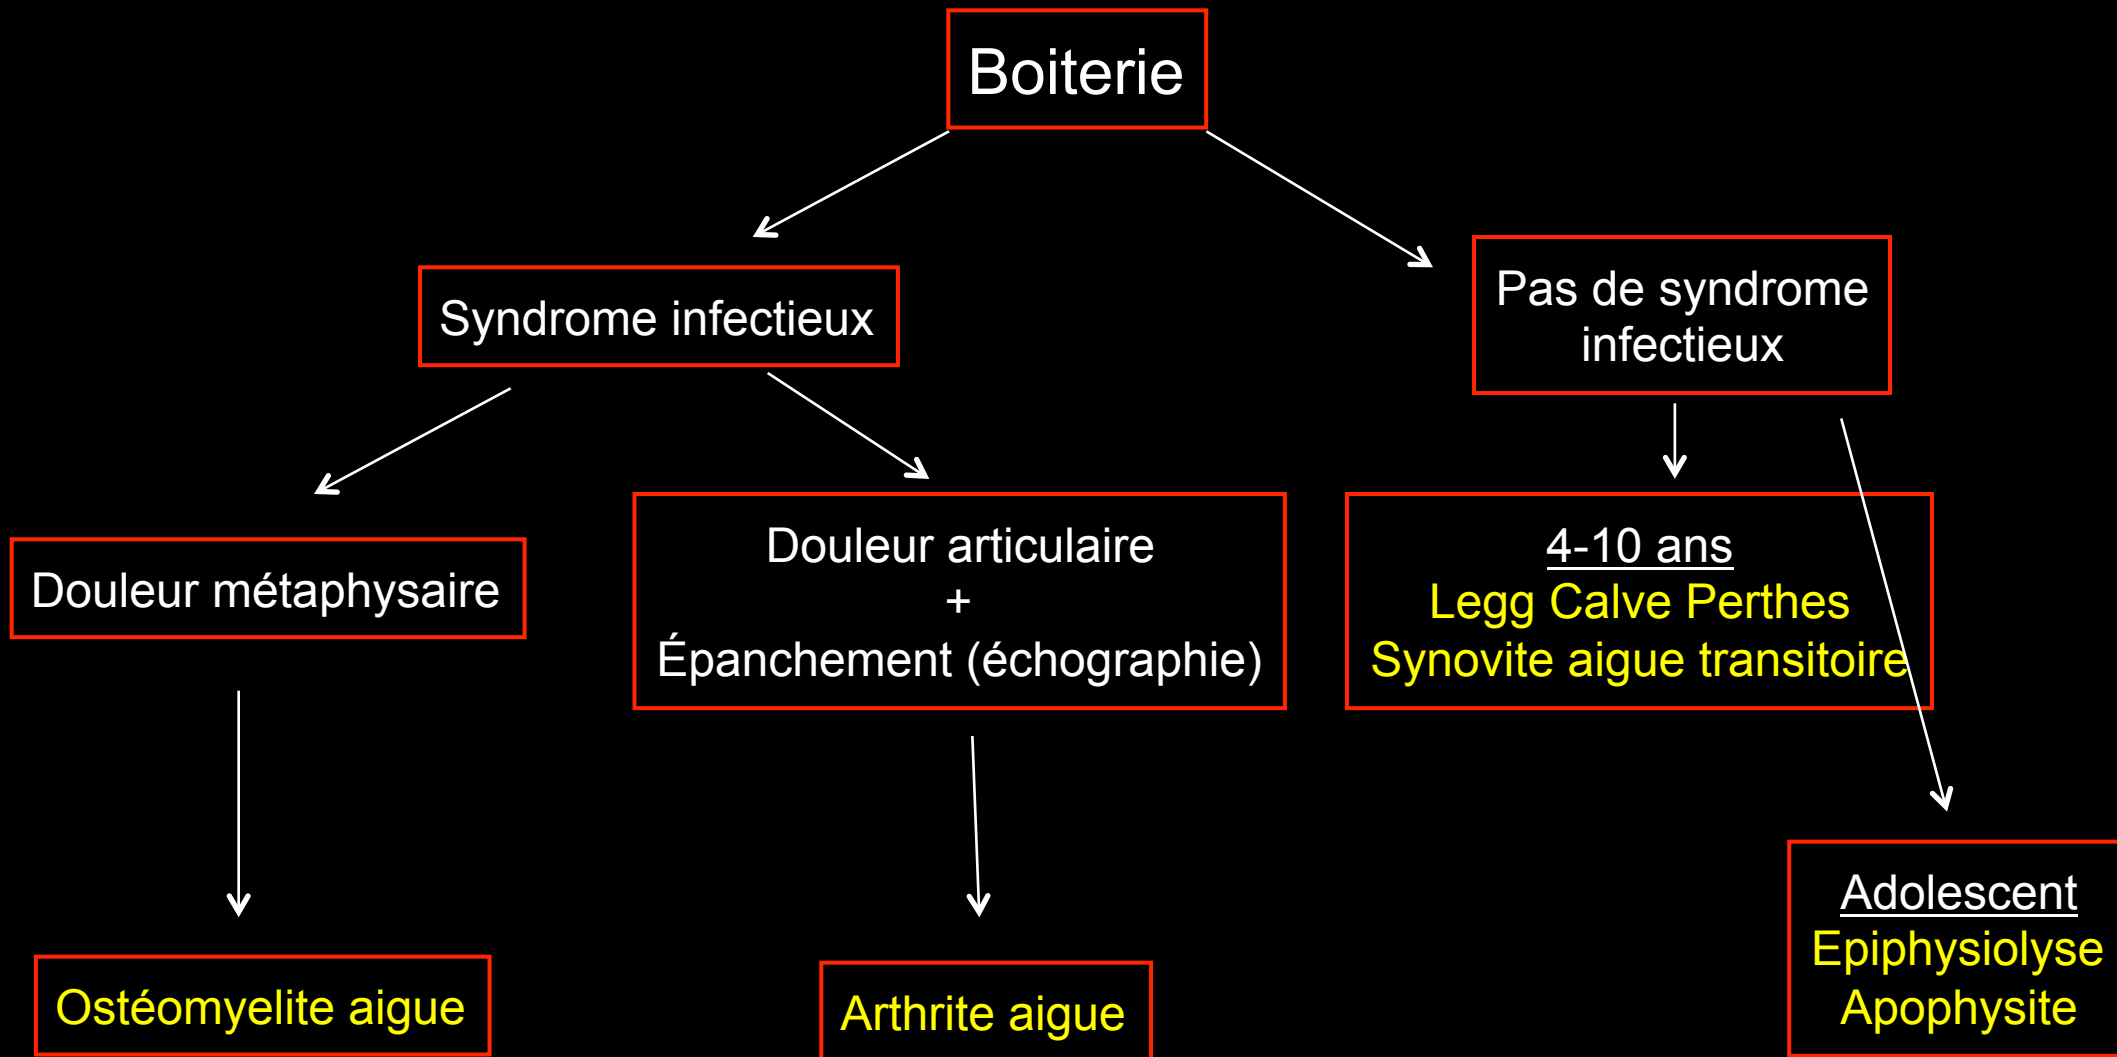 Boiterie
Syndrome infectieux
Pas de syndrome
infectieux
Douleur métaphysaire
Douleur articulaire
+
Épanchement (échographie)
4-10 ans
Legg Calve Perthes
Synovite aigue transitoire
Ostéomyelite aigue
Arthrite aigue
Adolescent
Epiphysiolyse
Apophysite